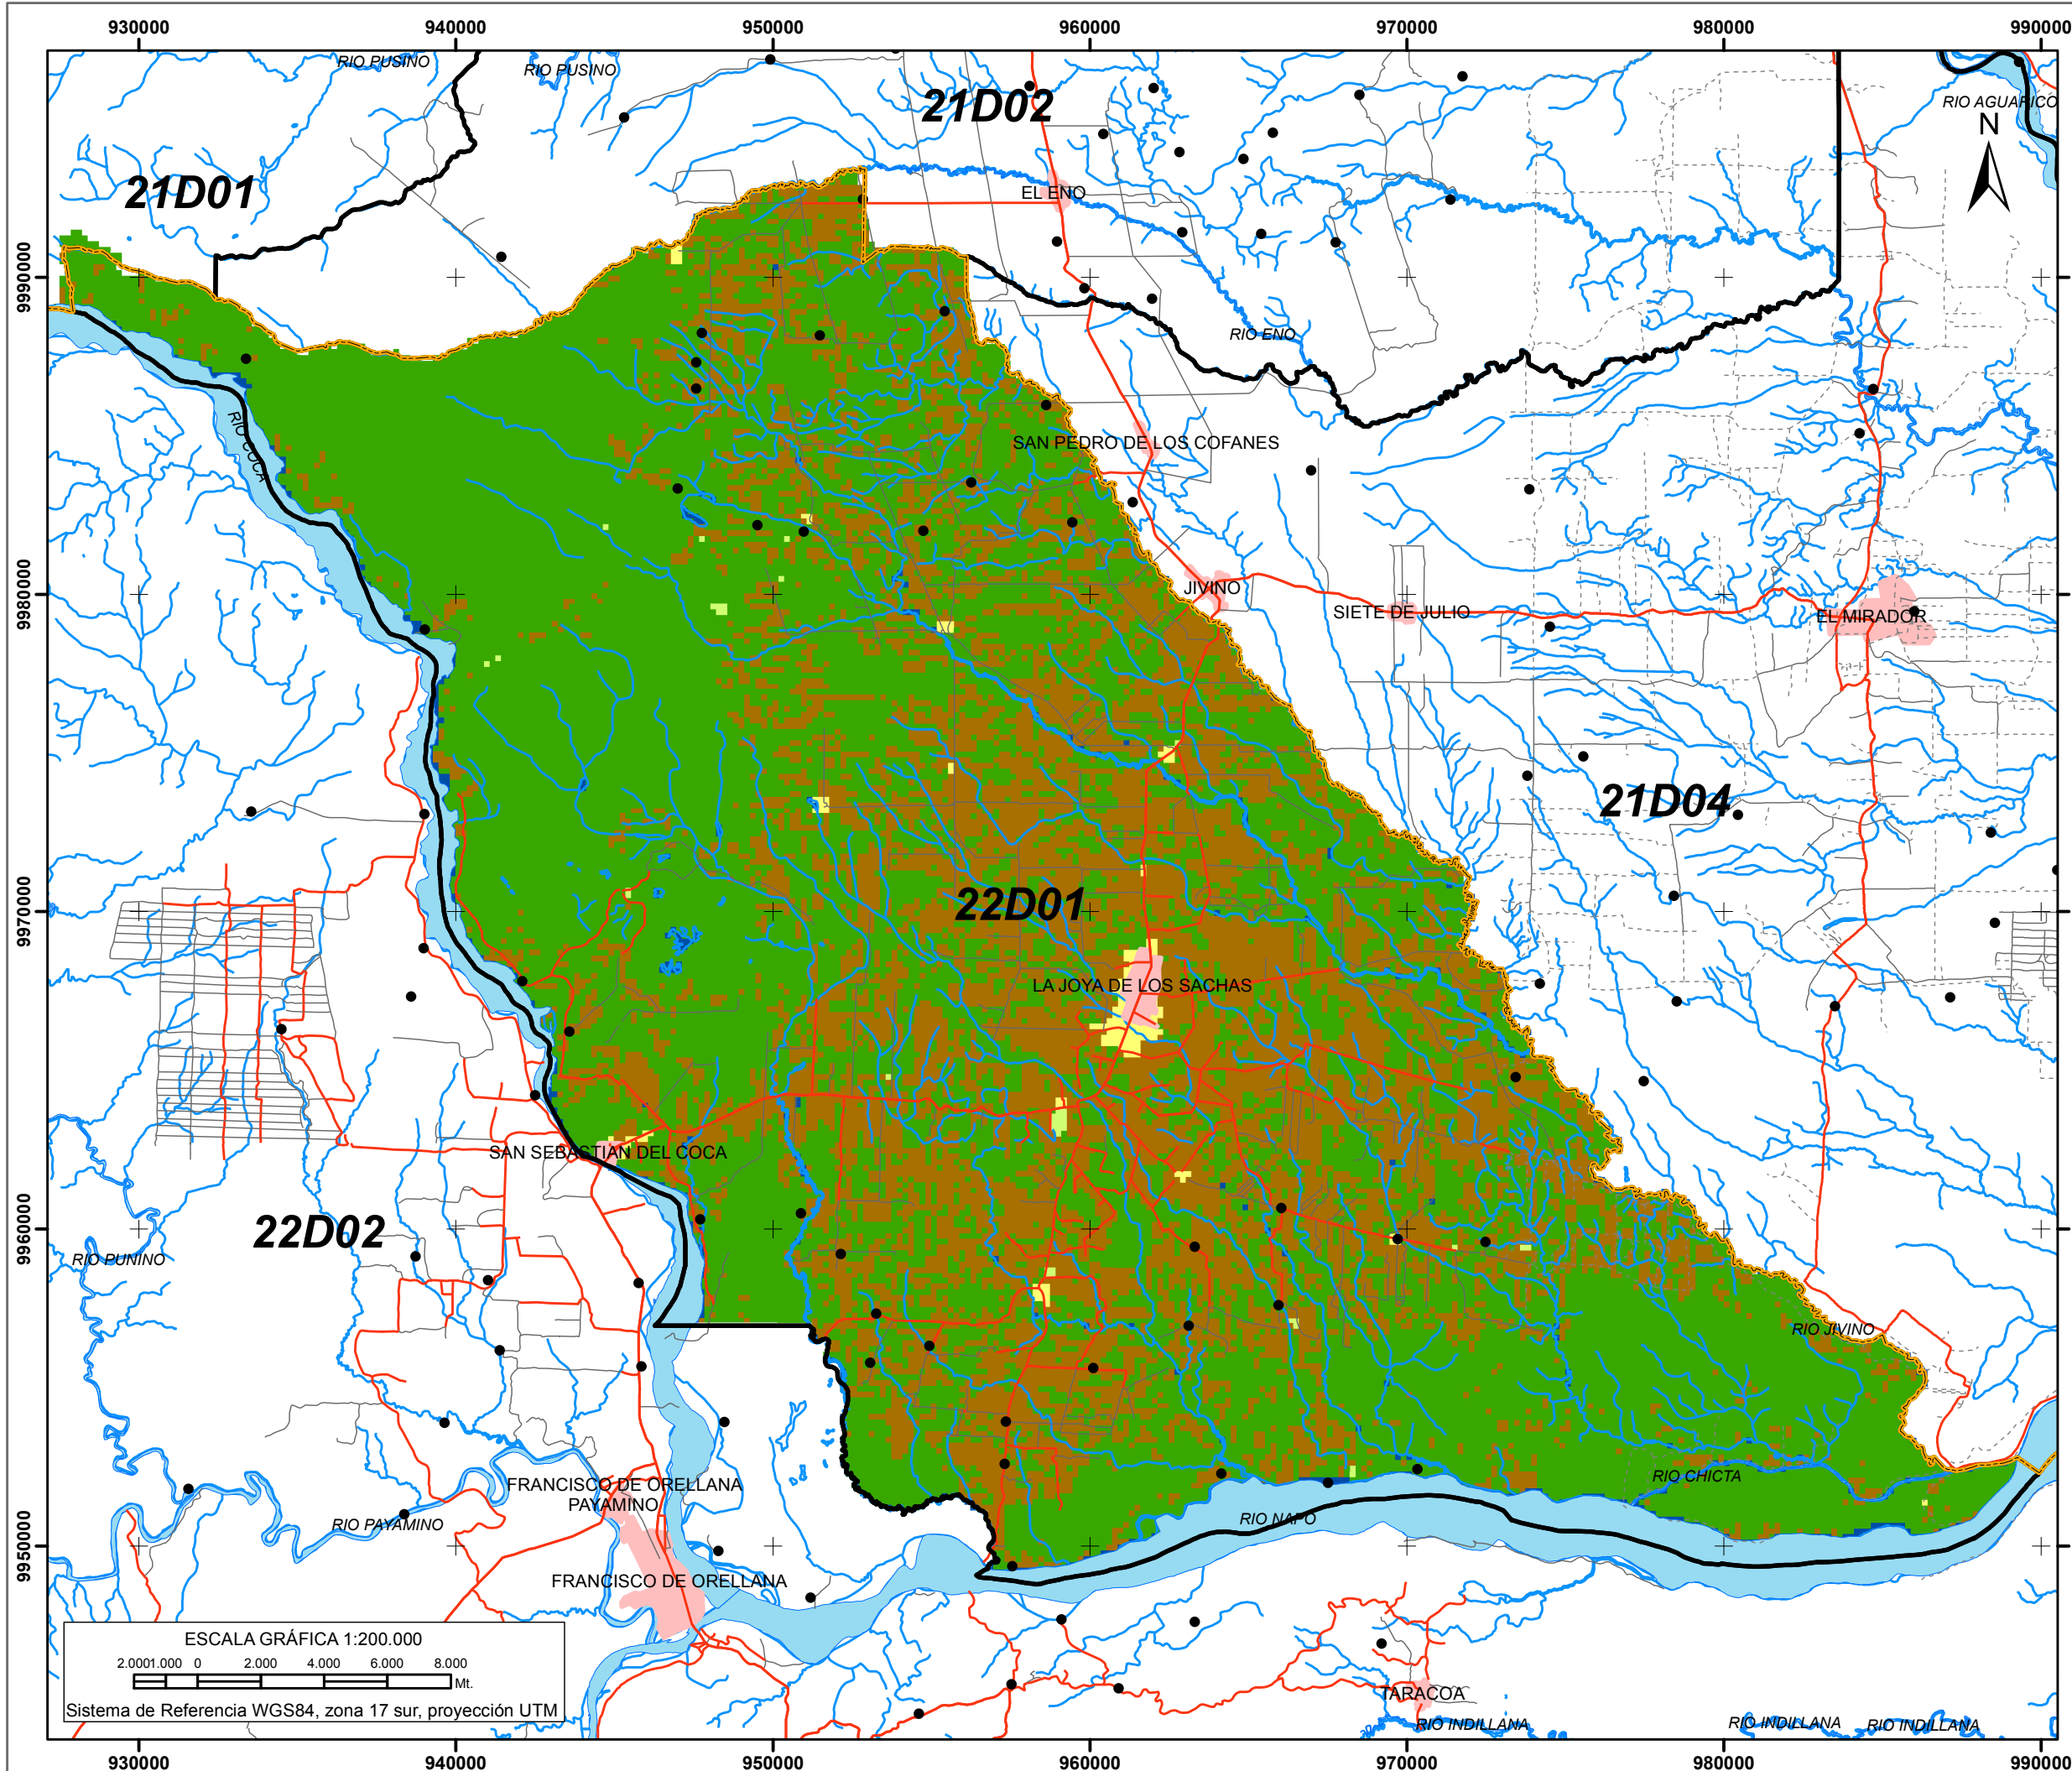 930000 940000 950000 960000 970000 980000 990000
RIO PUSINO
RIO PUSINO
21D02
RIO AGUARICO
N
21D01
EL ENO
9990000
RIO ENO
RIO COCA
SAN PEDRO DE LOS COFANES
9980000
JIVINO
SIETE DE JULIO
EL MIRADOR
21D04
9970000
22D01
LA JOYA DE LOS SACHAS
SAN SEBASTIAN DEL COCA
22D02
9960000
RIO PUNINO
RIO JIVINO
RIO CHICTA
FRANCISCO DE ORELLANA
PAYAMINO
RIO PAYAMINO
RIO NAPO
9950000
FRANCISCO DE ORELLANA
ESCALA GRÁFICA 1:200.000
2.000 1.000 0 2.000 4.000 6.000 8.000
Mt.
Sistema de Referencia WGS84, zona 17 sur, proyección UTM
TARACOA
RIO INDILLANA
RIO INDILLANA
RIO INDILLANA
930000 940000 950000 960000 970000 980000 990000